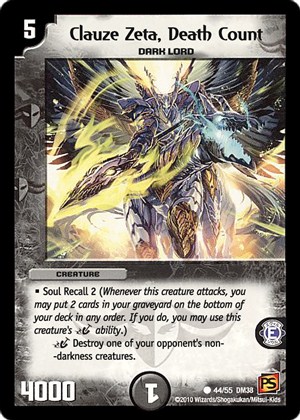 5
Clauze Zeta, Death Count
DARK LORD
CREATURE
■ Soul Recall 2 (Whenever this creature attacks, you
may put 2 cards in your graveyard on the bottom of
your deck in any order. If you do, you may use this
creature's ability.)
Destroy one of your opponent's non-
darkness creatures.
4000
1
44/55 DM38
©2010 Wizards/Shogakukan/Mitsui-Kids
PS